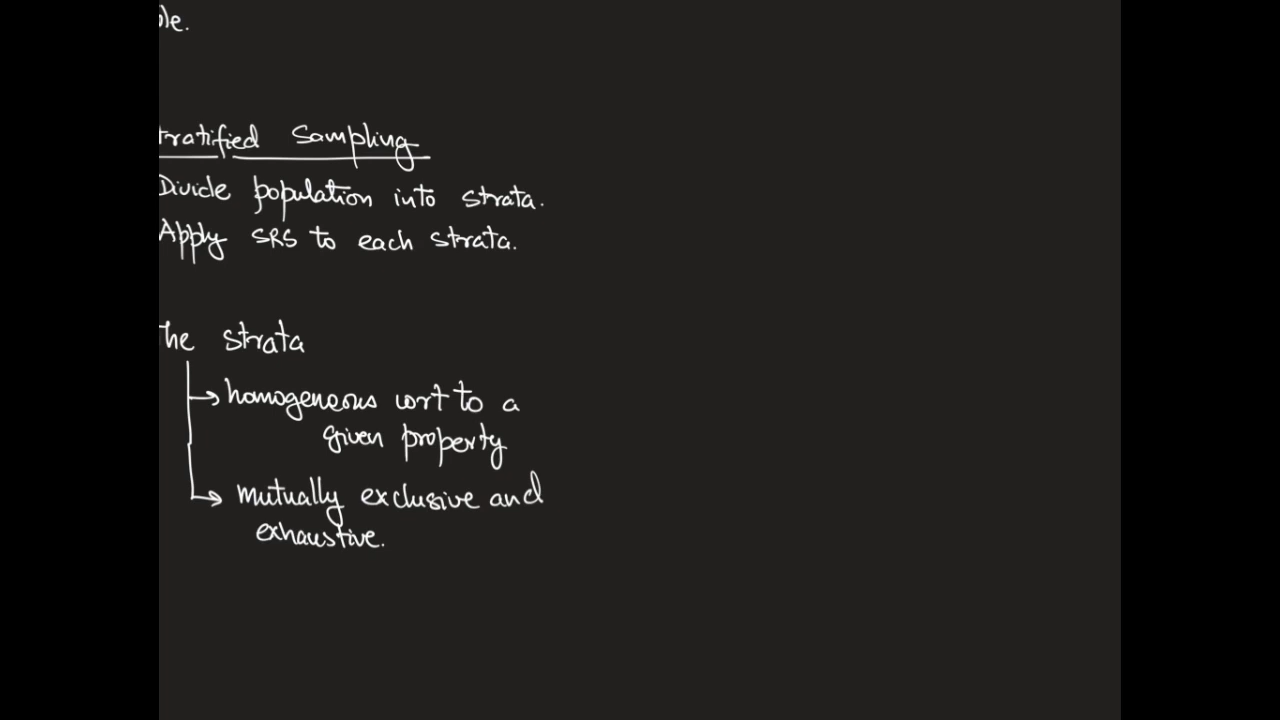 ple.
tratified Sampling
Divide population into strata.
Apply SRS to each strata.
he strata
homogeneous wrt to a
given property
mutually exclusive and
exhaustive.